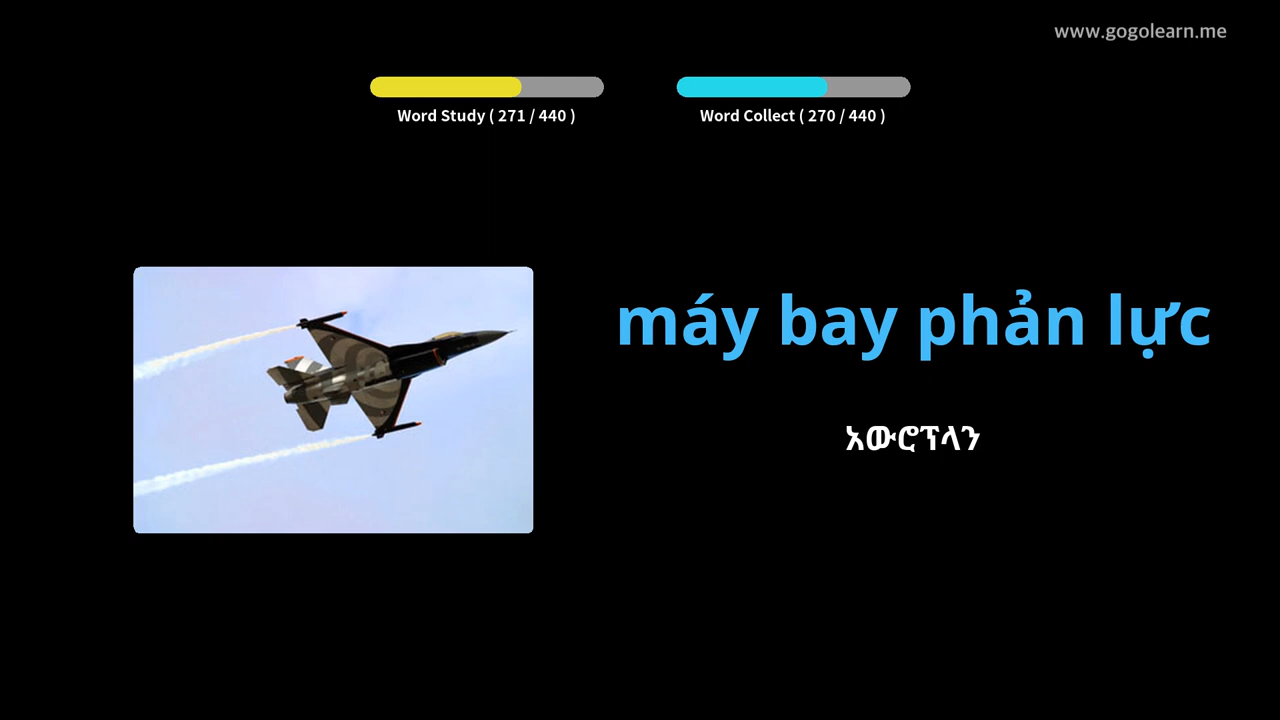 www.gogolearn.me
Word Study ( 271 / 440 )
Word Collect ( 270 / 440 )
máy bay phản lực
አውሮፕላን